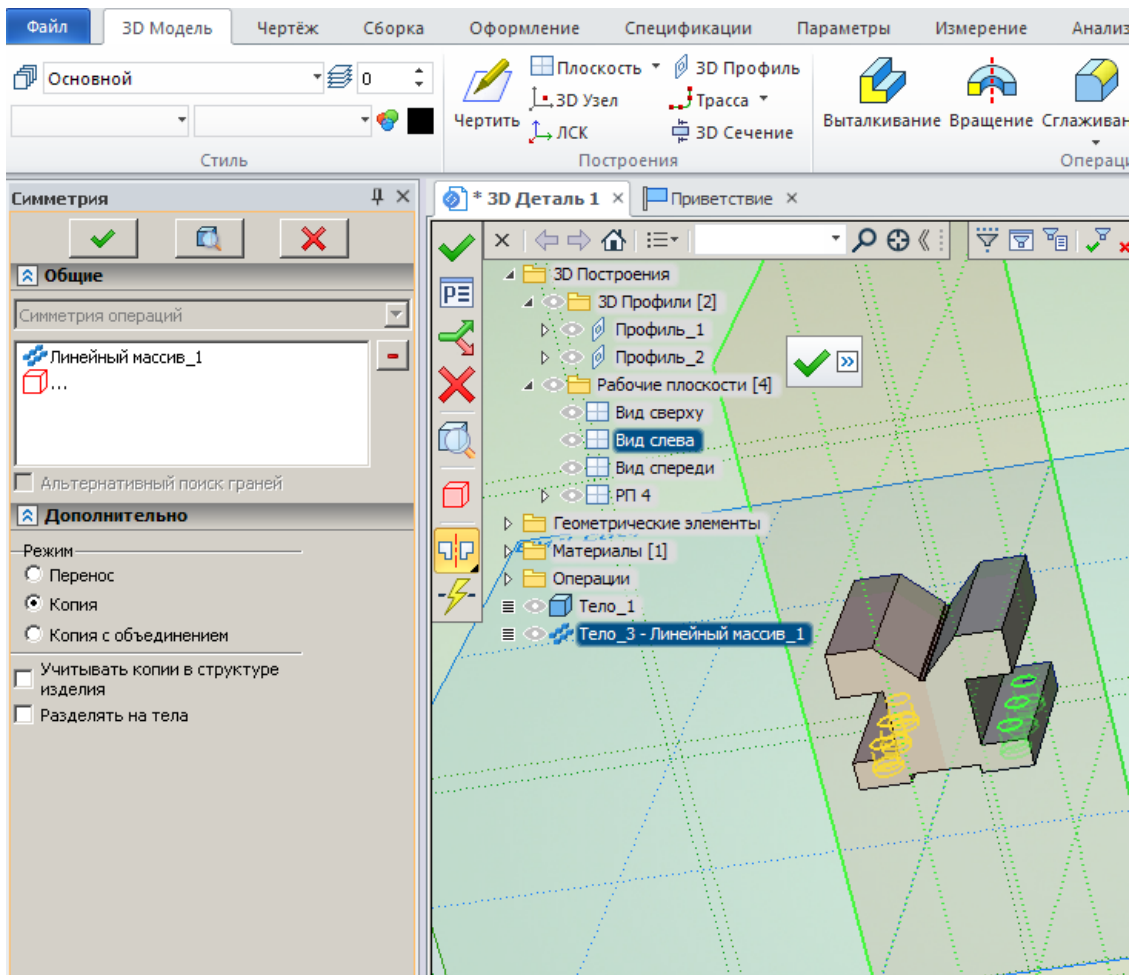 Файл 3D Модель Чертёж Сборка Оформление Спецификации Параметры Измерение Анализ
Основной 0
Стиль
Чертить
Плоскость 3D Профиль
3D Узел Трасса
ЛСК 3D Сечение
Построения
Выталкивание Вращение Сглаживан
Операци
Симметрия
* 3D Деталь 1 Приветствие
Общие
Симметрия операций
Линейный массив_1
...
Альтернативный поиск граней
Дополнительно
Режим
Перенос
Копия
Копия с объединением
Учитывать копии в структуре
изделия
Разделять на тела
3D Построения
3D Профили [2]
Профиль_1
Профиль_2
Рабочие плоскости [4]
Вид сверху
Вид слева
Вид спереди
РП 4
Геометрические элементы
Материалы [1]
Операции
Тело_1
Тело_3 - Линейный массив_1